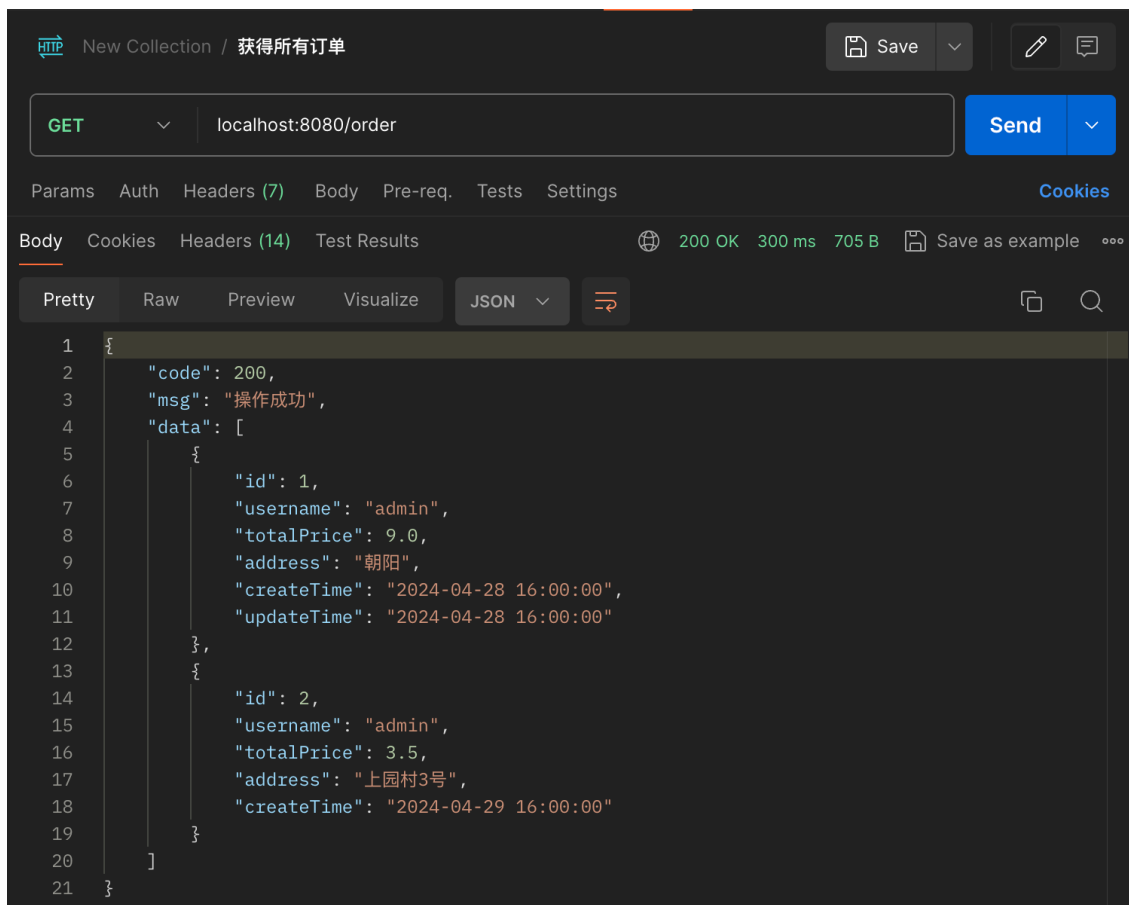 HTTP New Collection / 获得所有订单 Save
GET localhost:8080/order Send
Params Auth Headers (7) Body Pre-req. Tests Settings Cookies
Body Cookies Headers (14) Test Results 200 OK 300 ms 705 B Save as example
Pretty Raw Preview Visualize JSON
1 {
2 "code": 200,
3 "msg": "操作成功",
4 "data": [
5 {
6 "id": 1,
7 "username": "admin",
8 "totalPrice": 9.0,
9 "address": "朝阳",
10 "createTime": "2024-04-28 16:00:00",
11 "updateTime": "2024-04-28 16:00:00"
12 },
13 {
14 "id": 2,
15 "username": "admin",
16 "totalPrice": 3.5,
17 "address": "上园村3号",
18 "createTime": "2024-04-29 16:00:00"
19 }
20 ]
21 }